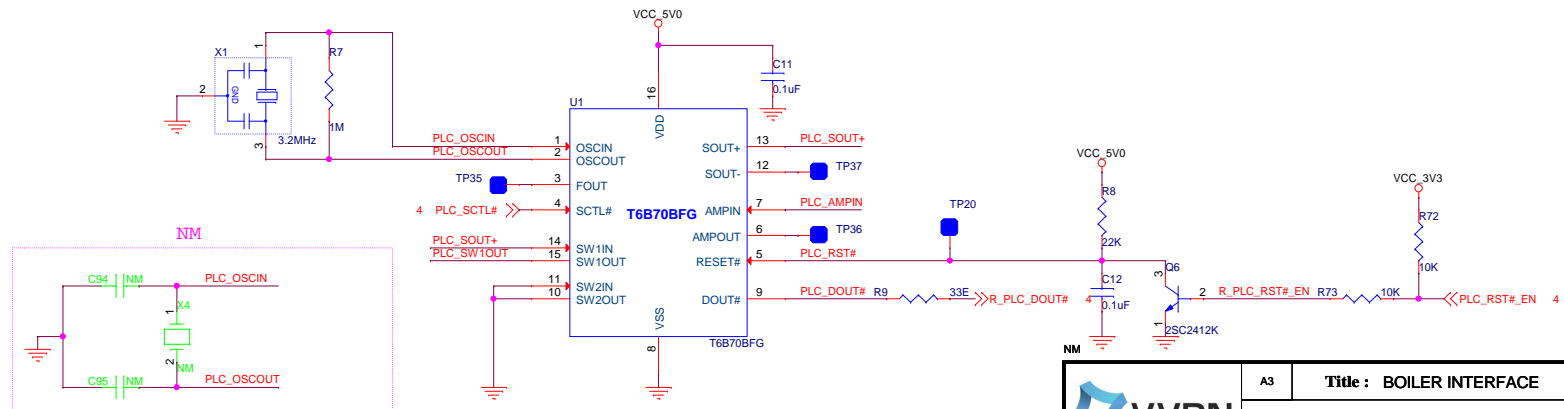 VCC_5V0
X1
1
R7
2
GND
1M
3
3.2MHz
C11
0.1uF
16
U1
VDD
PLC_OSCIN
1
OSCIN
PLC_OSCOUT
2
OSCOUT
13
PLC_SOUT+
SOUT+
12
SOUT-
TP37
TP35
3
FOUT
4 PLC_SCTL#
4
SCTL#
T6B70BFG
7
PLC_AMPIN
AMPIN
6
AMPOUT
TP36
PLC_SOUT+
14
SW1IN
PLC_SW1OUT
15
SW1OUT
5
PLC_RST#
RESET#
11
SW2IN
10
SW2OUT
9
PLC_DOUT#
DOUT#
R9
33E
R_PLC_DOUT# 4
VSS
8
T6B70BFG
TP20
VCC_5V0
R8
22K
C12
0.1uF
Q6
3
2
1
2SC2412K
R_PLC_RST#_EN
R73
10K
VCC_3V3
R72
10K
PLC_RST#_EN 4
NM
C94
NM
PLC_OSCIN
X4
1
2
NM
C95
NM
PLC_OSCOUT
NM
A3
Title : BOILER INTERFACE